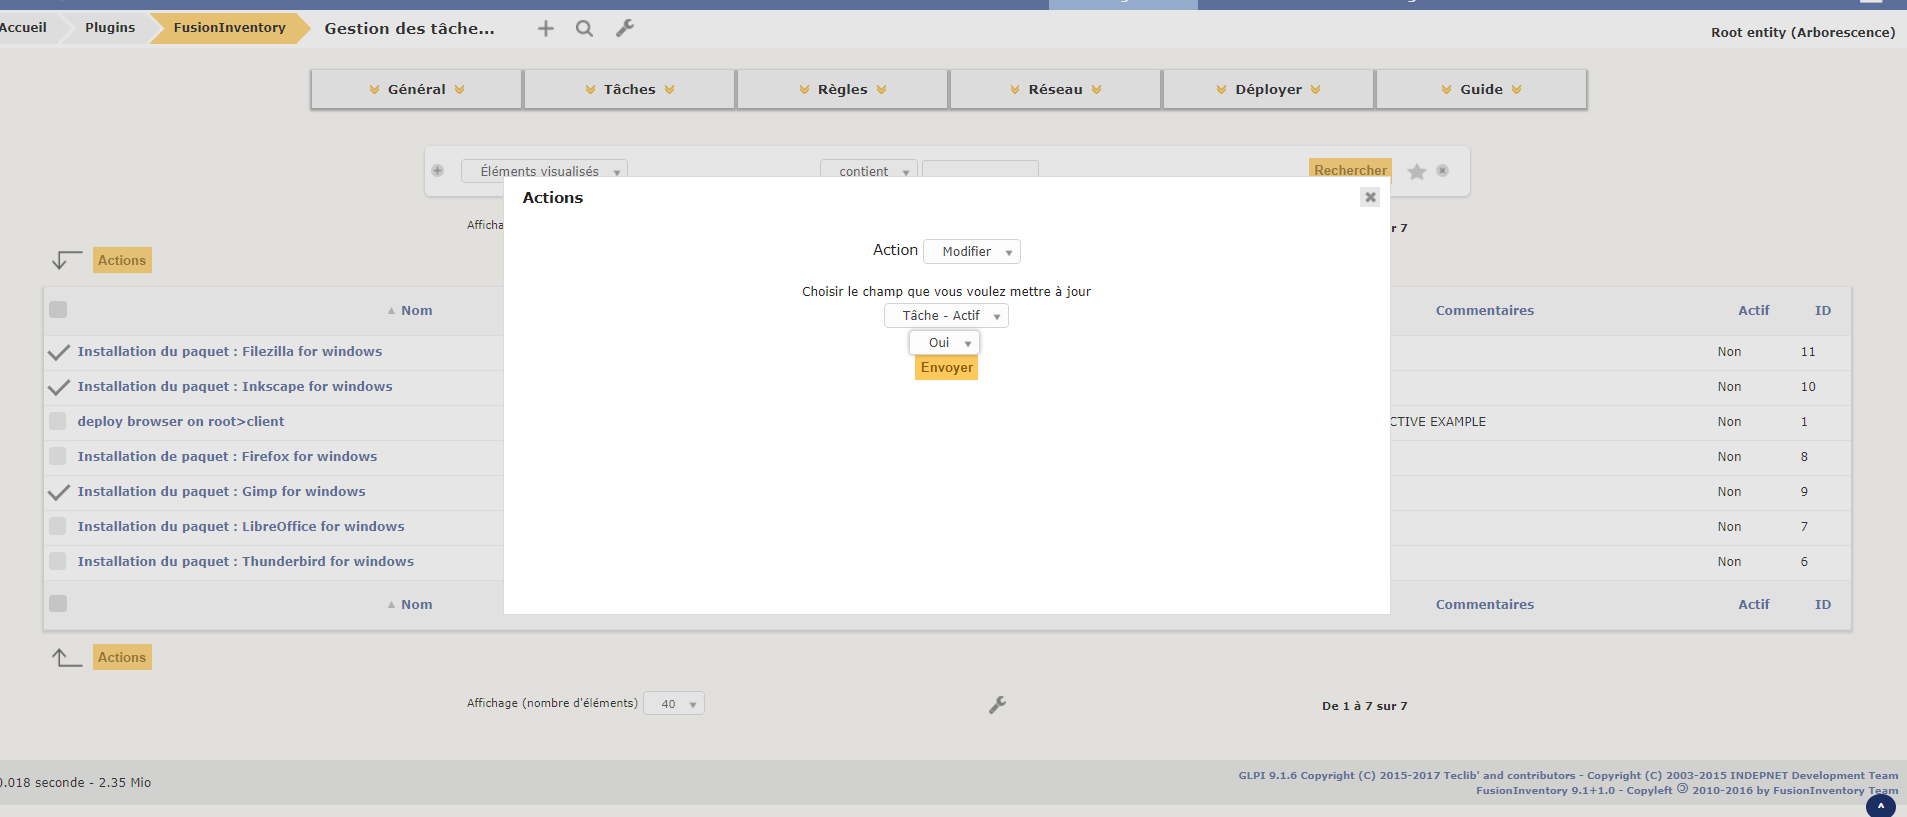 Accueil Plugins FusionInventory Gestion des tâche...
Root entity (Arborescence)
Général Tâches Règles Réseau Déployer Guide
Éléments visualisés contient Rechercher
Actions
Afficha
r 7
Action Modifier
Actions
Choisir le champ que vous voulez mettre à jour
Tâche - Actif
Oui
Envoyer
Nom Commentaires Actif ID
Installation du paquet : Filezilla for windows Non 11
Installation du paquet : Inkscape for windows Non 10
deploy browser on root>client CTIVE EXAMPLE Non 1
Installation de paquet : Firefox for windows Non 8
Installation du paquet : Gimp for windows Non 9
Installation du paquet : LibreOffice for windows Non 7
Installation du paquet : Thunderbird for windows Non 6
Nom Commentaires Actif ID
Actions
Affichage (nombre d'éléments) 40 De 1 à 7 sur 7
0.018 seconde - 2.35 Mio
GLPI 9.1.6 Copyright (C) 2015-2017 Teclib' and contributors - Copyright (C) 2003-2015 INDEPNET Development Team
FusionInventory 9.1+1.0 - Copyleft 🄯 2010-2016 by FusionInventory Team